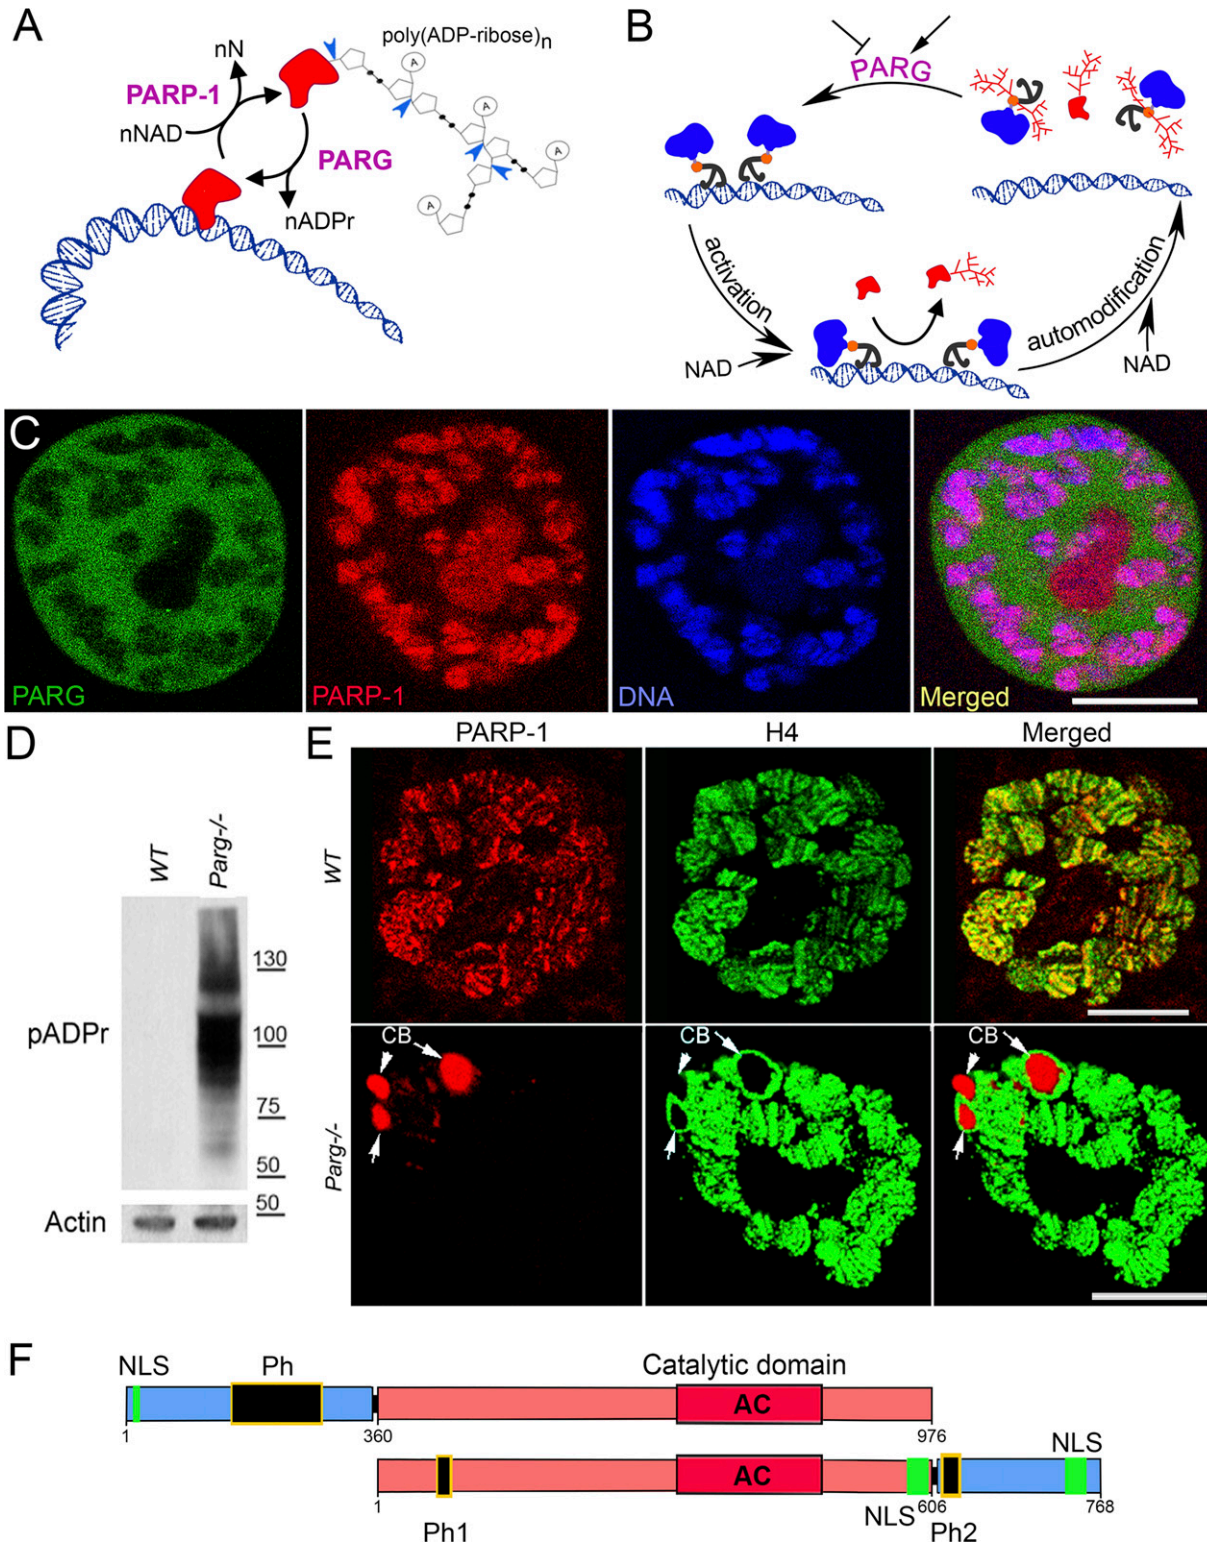 A
nN
poly(ADP-ribose)n
A
PARP-1
nNAD
A
PARG
A
A
nADPr
B
PARG
activation
NAD
automodification
NAD
C
PARG
PARP-1
DNA
Merged
D
WT
Parg-/-
130
pADPr
100
75
50
50
Actin
E
PARP-1
H4
Merged
WT
CB
CB
CB
Parg-/-
F
NLS
Ph
Catalytic domain
AC
1
360
976
NLS
AC
1
NLS
606
768
Ph1
Ph2